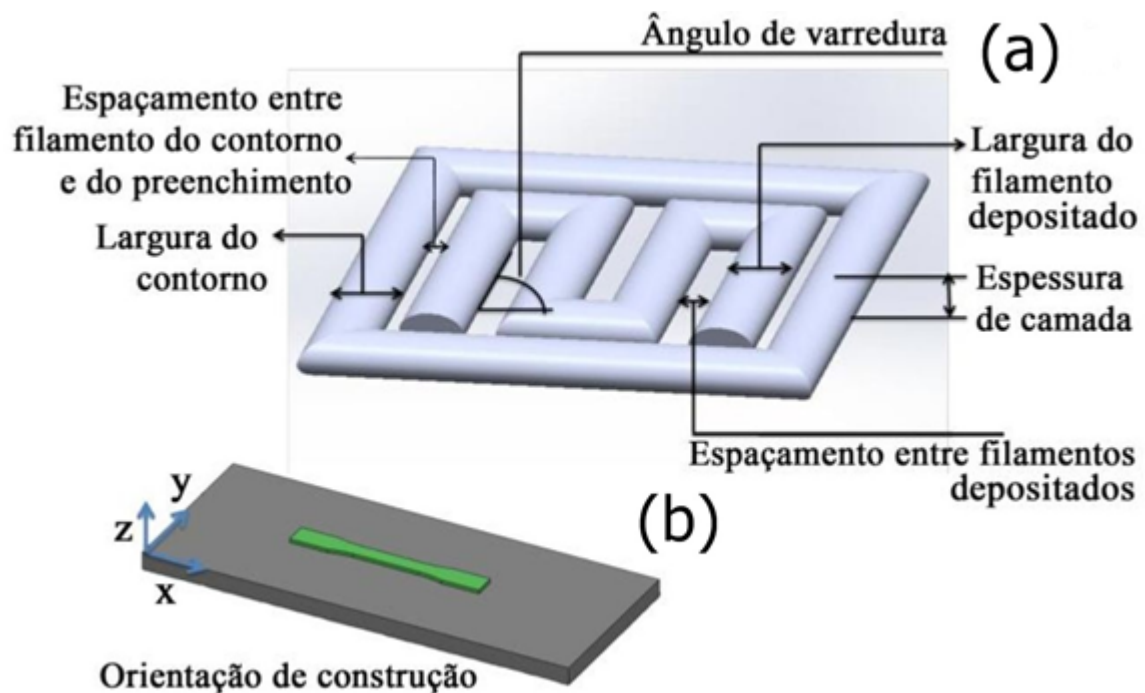 Ângulo de varredura
(a)
Espaçamento entre
filamento do contorno
e do preenchimento
Largura do
contorno
Largura do
filamento
depositado
Espessura
de camada
Espaçamento entre filamentos
depositados
(b)
y
z
x
Orientação de construção